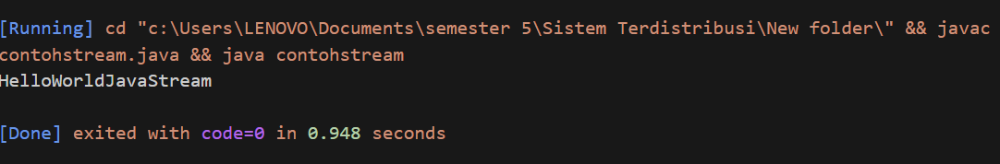 [Running] cd "c:\Users\LENOVO\Documents\semester 5\Sistem Terdistribusi\New folder\" && javac
contohstream.java && java contohstream
HelloWorldJavaStream
[Done] exited with code=0 in 0.948 seconds